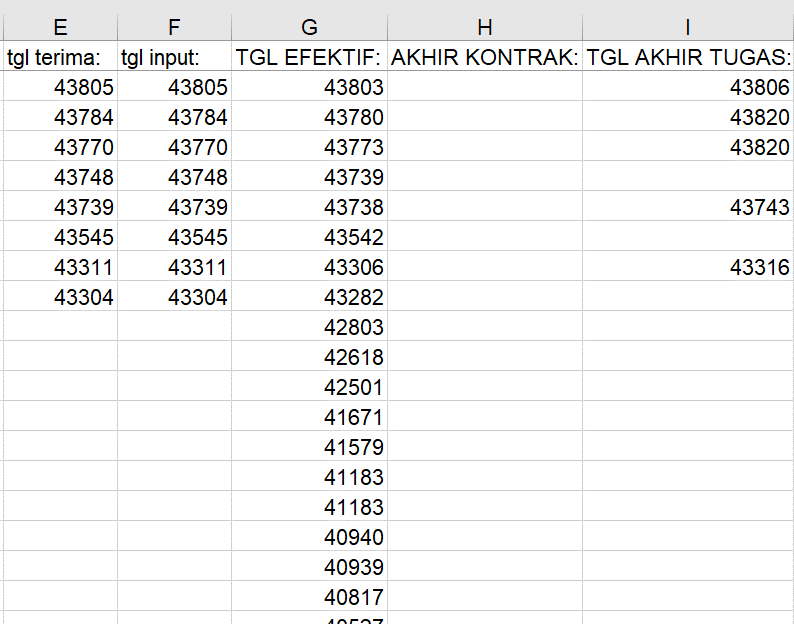 E F G H I
tgl terima: tgl input: TGL EFEKTIF: AKHIR KONTRAK: TGL AKHIR TUGAS:
43805 43805 43803 43806
43784 43784 43780 43820
43770 43770 43773 43820
43748 43748 43739
43739 43739 43738 43743
43545 43545 43542
43311 43311 43306 43316
43304 43304 43282
42803
42618
42501
41671
41579
41183
41183
40940
40939
40817